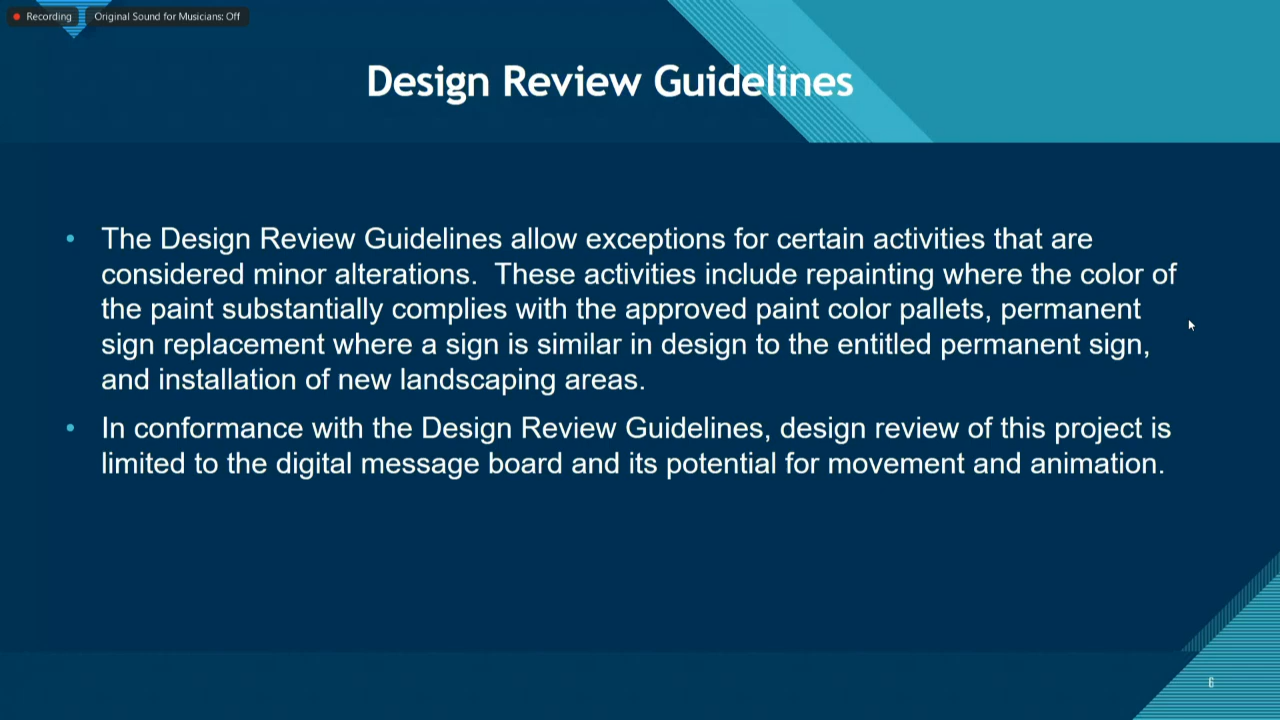 Recording Original Sound for Musicians: Off
Design Review Guidelines
• The Design Review Guidelines allow exceptions for certain activities that are
considered minor alterations. These activities include repainting where the color of
the paint substantially complies with the approved paint color pallets, permanent
sign replacement where a sign is similar in design to the entitled permanent sign,
and installation of new landscaping areas.
• In conformance with the Design Review Guidelines, design review of this project is
limited to the digital message board and its potential for movement and animation.
6